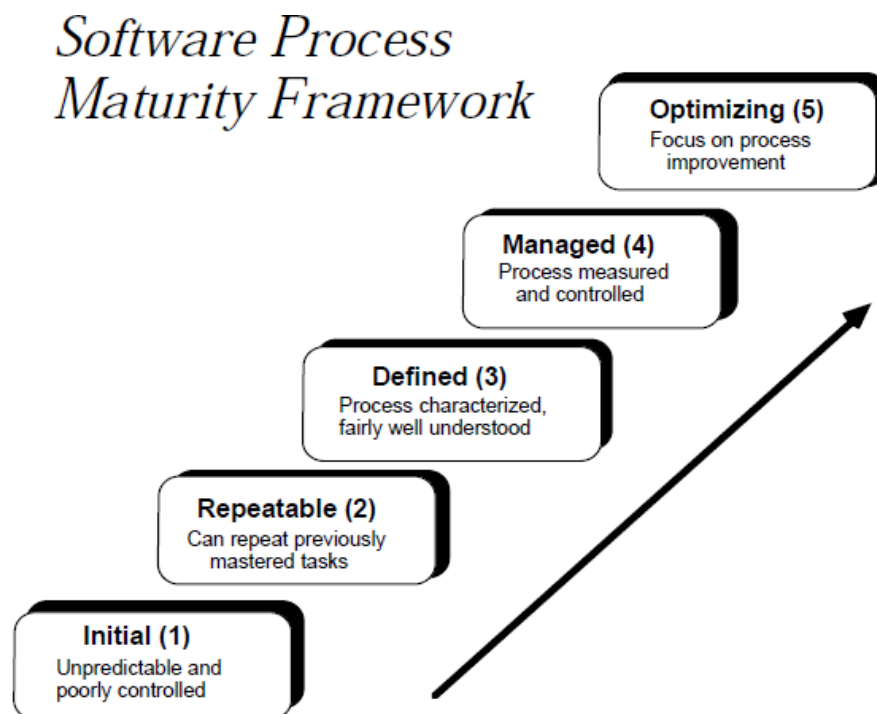 Software Process
Maturity Framework
Optimizing (5)
Focus on process
improvement
Managed (4)
Process measured
and controlled
Defined (3)
Process characterized,
fairly well understood
Repeatable (2)
Can repeat previously
mastered tasks
Initial (1)
Unpredictable and
poorly controlled